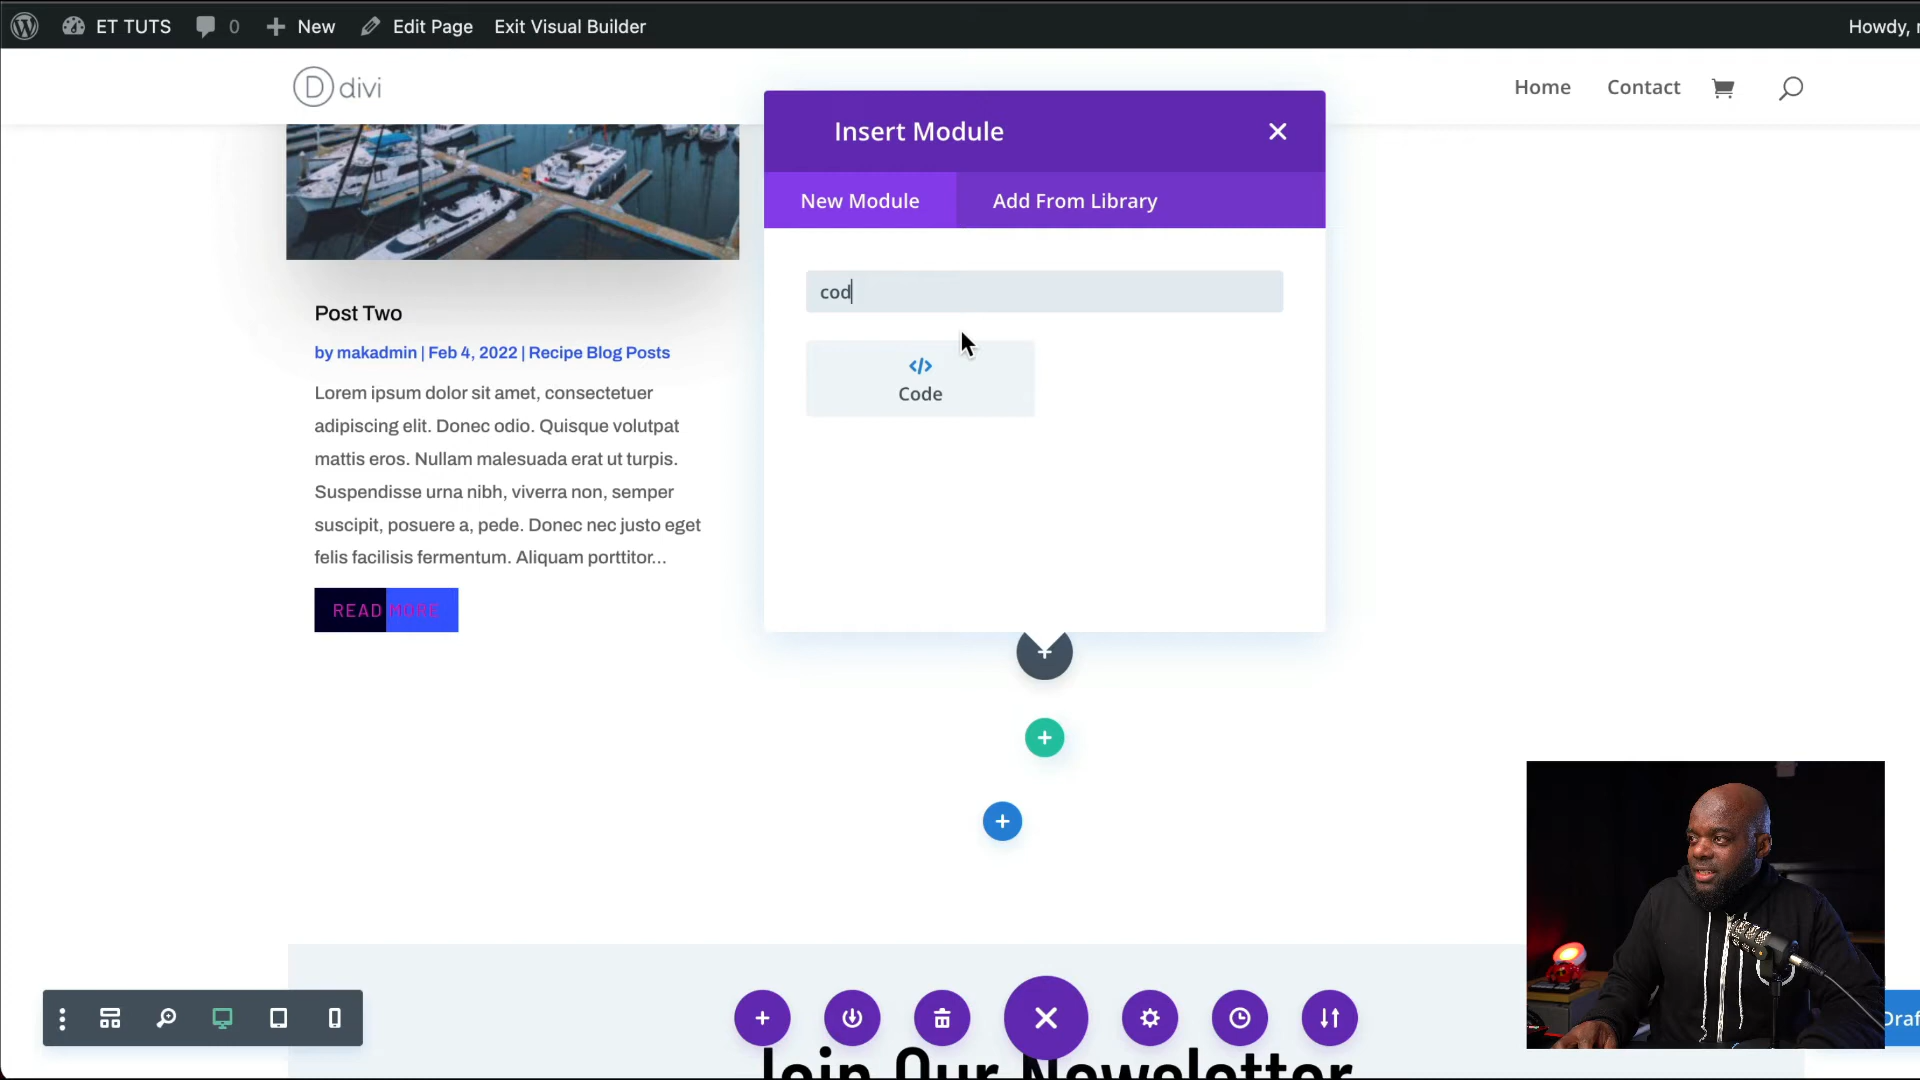 ET TUTS 0 New Edit Page Exit Visual Builder Howdy,
divi Home Contact
Insert Module
New Module Add From Library
cod
Code
Post Two
by makadmin | Feb 4, 2022 | Recipe Blog Posts
Lorem ipsum dolor sit amet, consectetuer
adipiscing elit. Donec odio. Quisque volutpat
mattis eros. Nullam malesuada erat ut turpis.
Suspendisse urna nibh, viverra non, semper
suscipit, posuere a, pede. Donec nec justo eget
felis facilisis fermentum. Aliquam porttitor...
READ MORE
Join Our Newsletter